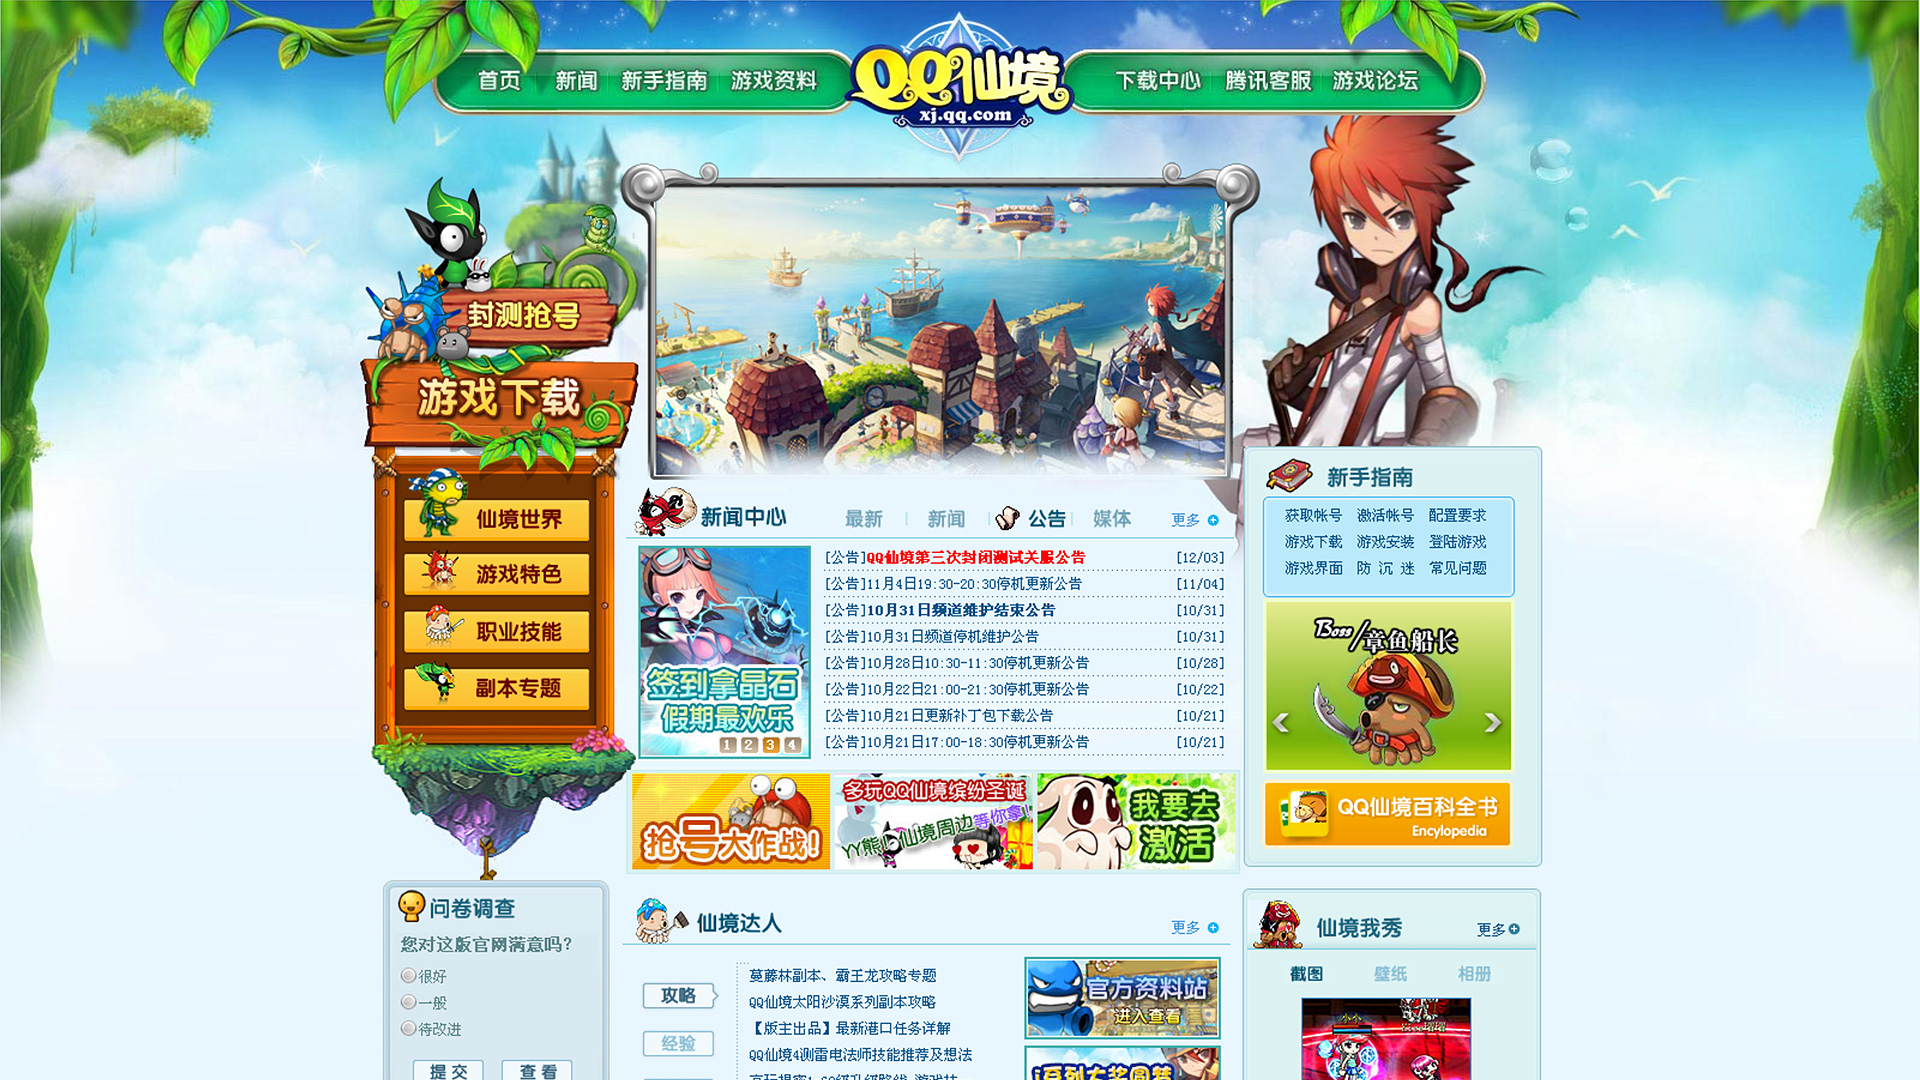 首页 新闻 新手指南 游戏资料
QQ仙境
xj.qq.com
下载中心 腾讯客服 游戏论坛
封测抢号
游戏下载
仙境世界
游戏特色
职业技能
副本专题
新闻中心 最新 新闻 公告 媒体 更多
签到拿晶石
假期最欢乐
1 2 3 4
[公告]QQ仙境第三次封闭测试关服公告 [12/03]
[公告]11月4日19:30-20:30停机更新公告 [11/04]
[公告]10月31日频道维护结束公告 [10/31]
[公告]10月31日频道停机维护公告 [10/31]
[公告]10月28日10:30-11:30停机更新公告 [10/28]
[公告]10月22日21:00-21:30停机更新公告 [10/22]
[公告]10月21日更新补丁包下载公告 [10/21]
[公告]10月21日17:00-18:30停机更新公告 [10/21]
抢号大作战!
多玩QQ仙境缤纷圣诞
YY熊!仙境周边等你拿!
我要去
激活
新手指南
获取帐号 激活帐号 配置要求
游戏下载 游戏安装 登陆游戏
游戏界面 防 沉 迷 常见问题
Boss/章鱼船长
QQ仙境百科全书
Encylopedia
问卷调查
您对这版官网满意吗?
很好
一般
待改进
提 交 查 看
仙境达人 更多
攻略
经验
蔓藤林副本、霸王龙攻略专题
QQ仙境太阳沙漠系列副本攻略
【版主出品】最新港口任务详解
QQ仙境4测雷电法师技能推荐及想法
官方资料站
进入查看
仙境我秀 更多
截图 壁纸 相册